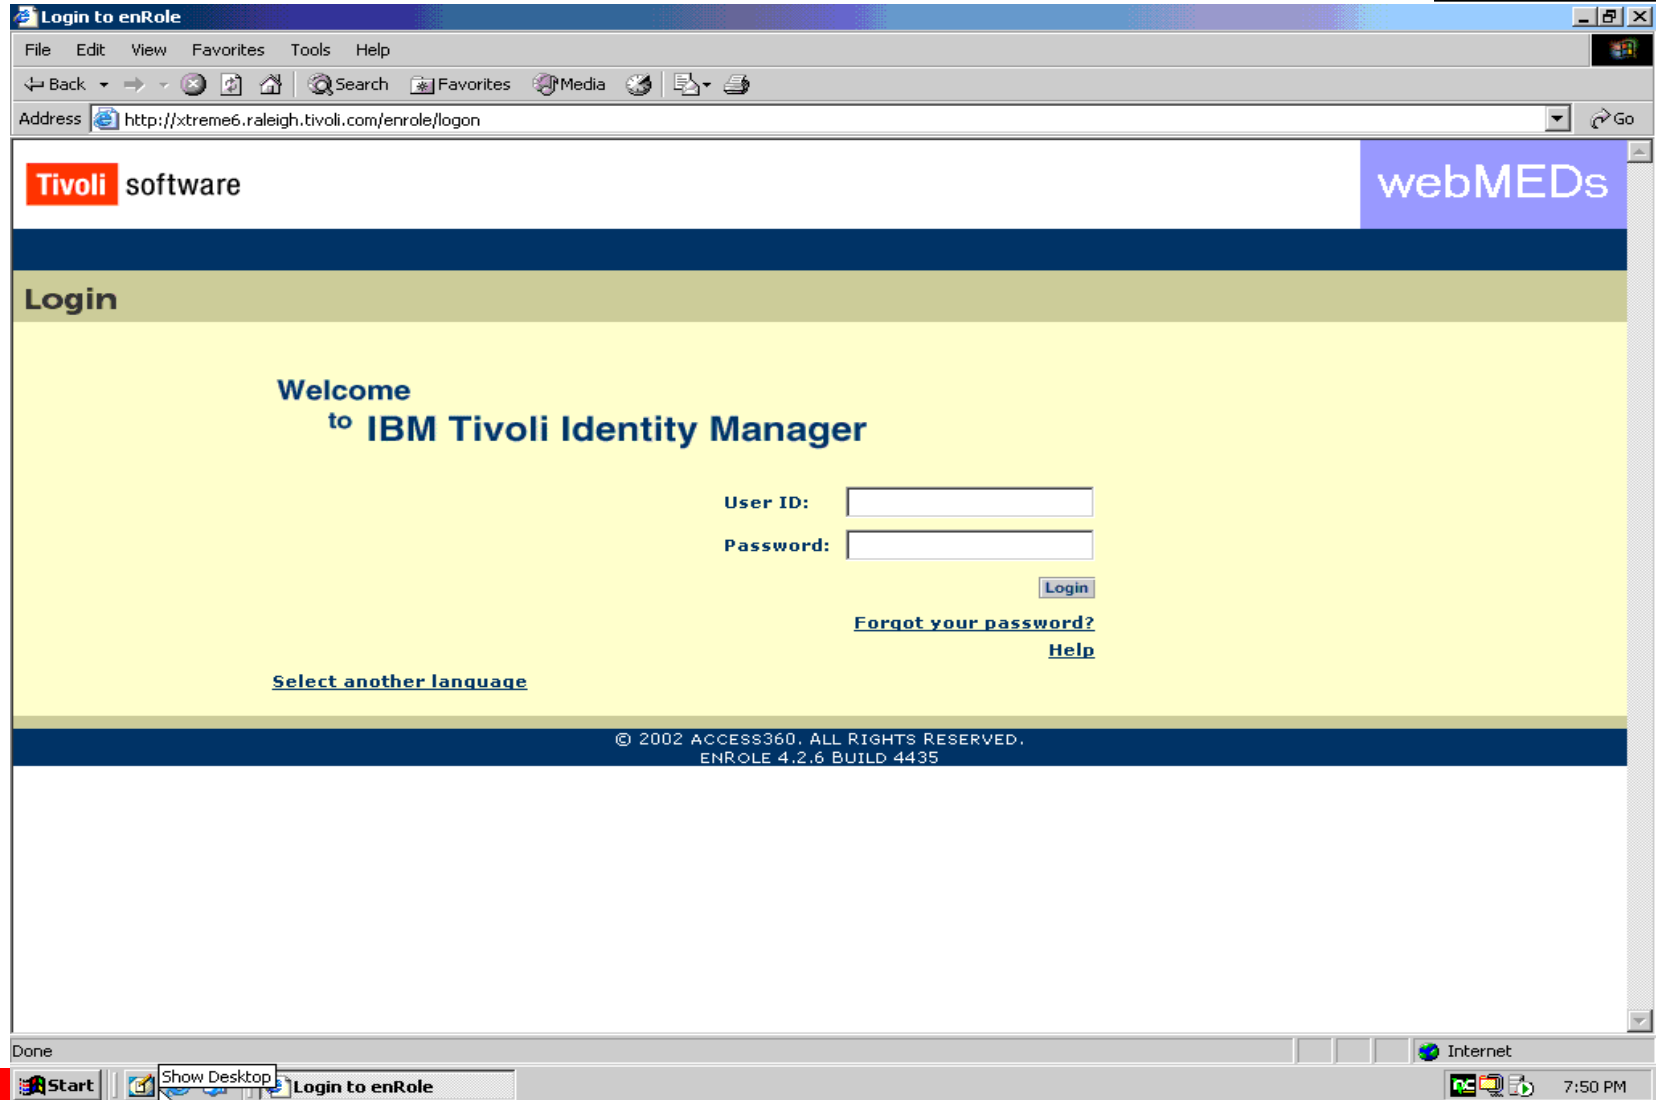 Login to enRole
File Edit View Favorites Tools Help
Back Search Favorites Media
Address http://xtreme6.raleigh.tivoli.com/enrole/logon Go
Tivoli software
webMEDs
Login
Welcome
to IBM Tivoli Identity Manager
User ID:
Password:
Login
Forgot your password?
Help
Select another language
© 2002 ACCESS360. ALL RIGHTS RESERVED.
ENROLE 4.2.6 BUILD 4435
Done Internet
Start Show Desktop Login to enRole 7:50 PM